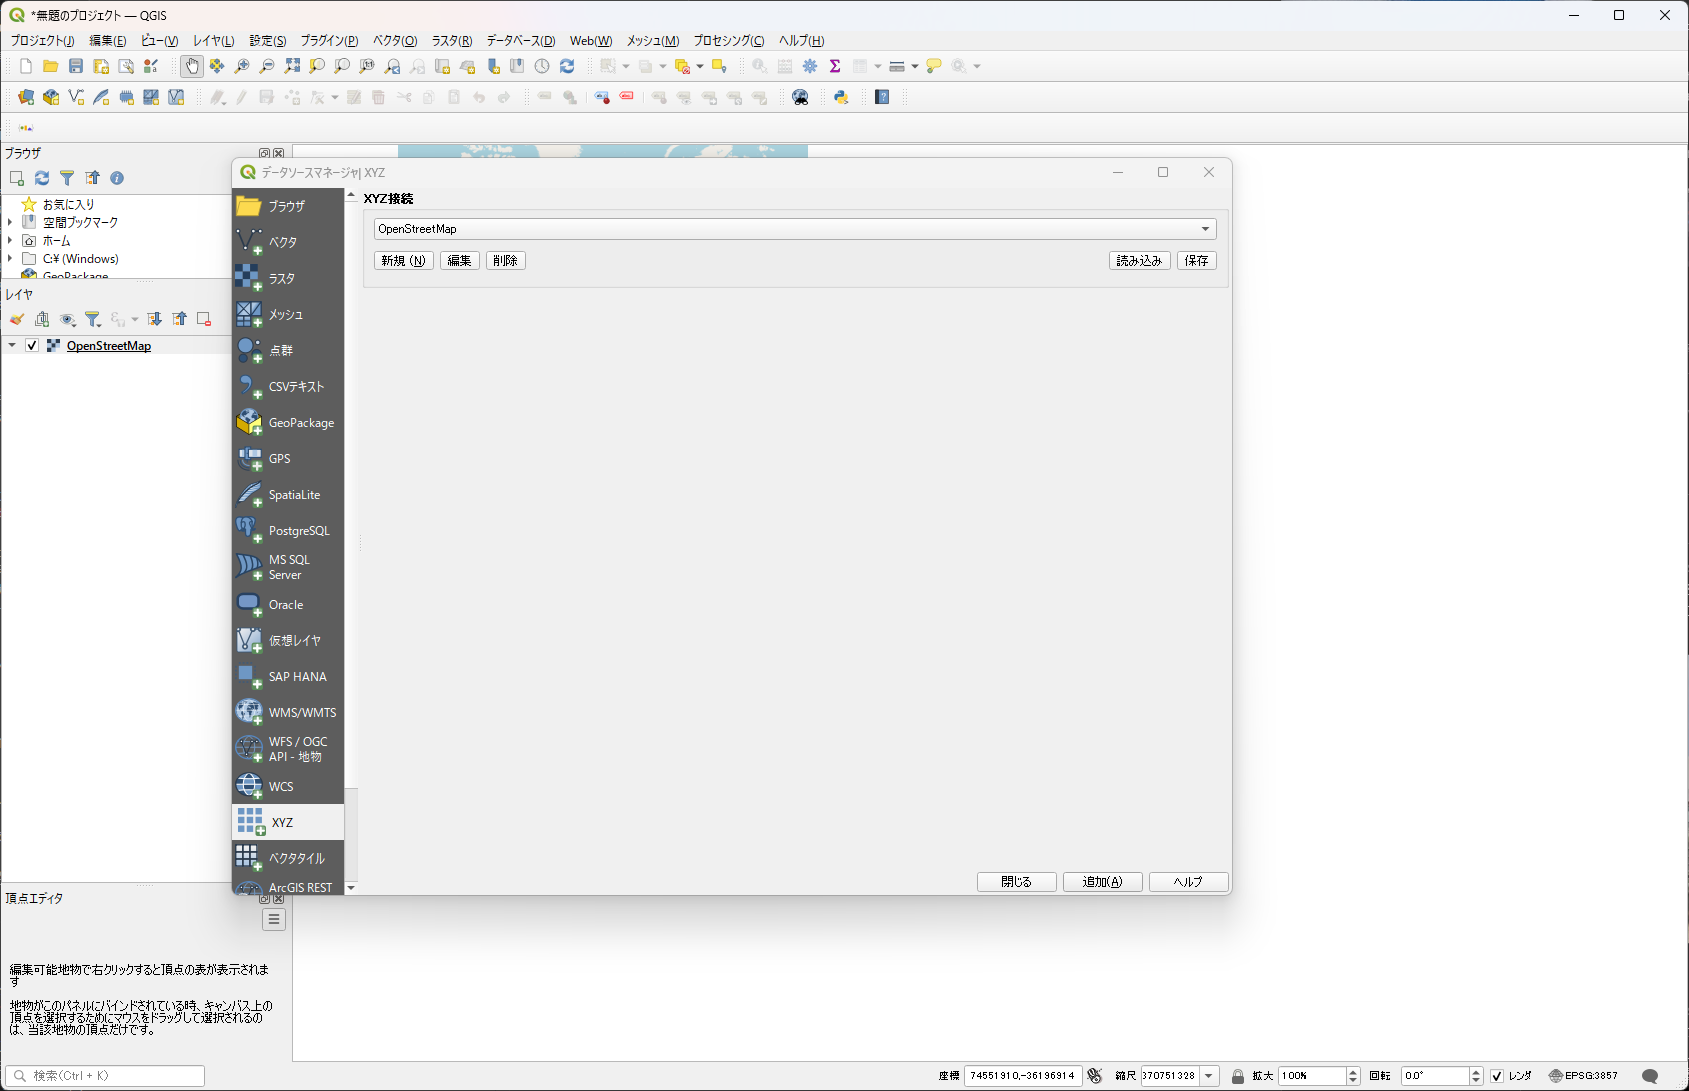 *無題のプロジェクト — QGIS
プロジェクト(J) 編集(E) ビュー(V) レイヤ(L) 設定(S) プラグイン(P) ベクタ(O) ラスタ(R) データベース(D) Web(W) メッシュ(M) プロセシング(C) ヘルプ(H)
ブラウザ
お気に入り
空間ブックマーク
ホーム
C:¥ (Windows)
GeoPackage
レイヤ
OpenStreetMap
データソースマネージャ| XYZ
ブラウザ
ベクタ
ラスタ
メッシュ
点群
CSVテキスト
GeoPackage
GPS
SpatiaLite
PostgreSQL
MS SQL
Server
Oracle
仮想レイヤ
SAP HANA
WMS/WMTS
WFS / OGC
API - 地物
WCS
XYZ
ベクタタイル
ArcGIS REST
XYZ接続
OpenStreetMap
新規 (N) 編集 削除 読み込み 保存
閉じる 追加(A) ヘルプ
頂点エディタ
編集可能地物で右クリックすると頂点の表が表示されま
す
地物がこのパネルにバインドされている時、キャンバス上の
頂点を選択するためにマウスをドラッグして選択されるの
は、当該地物の頂点だけです。
検索(Ctrl + K)
座標 74551910,-36196914 縮尺 370751328 拡大 100% 回転 0.0° レンダ EPSG:3857